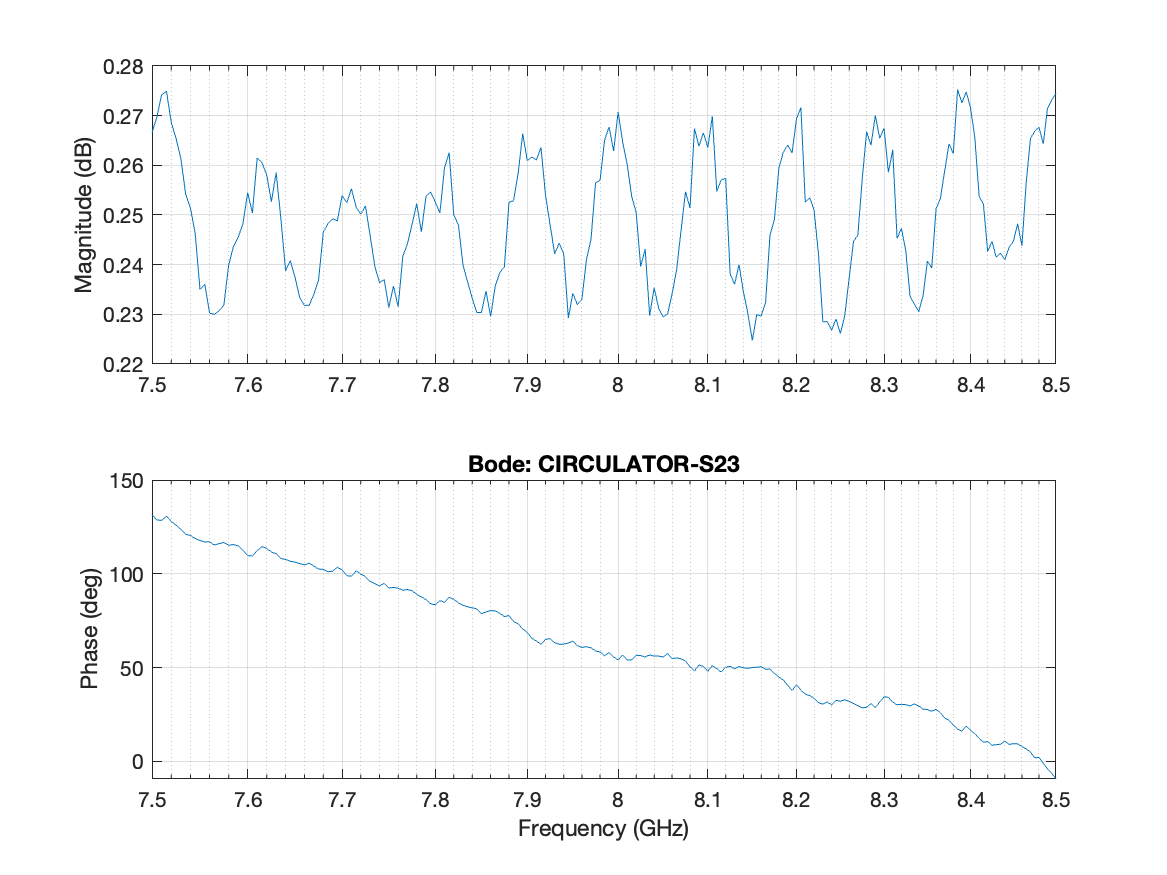 0.28
0.27
0.26
0.25
0.24
0.23
0.22
Magnitude (dB)
7.5 7.6 7.7 7.8 7.9 8 8.1 8.2 8.3 8.4 8.5
Bode: CIRCULATOR-S23
150
100
50
0
Phase (deg)
7.5 7.6 7.7 7.8 7.9 8 8.1 8.2 8.3 8.4 8.5
Frequency (GHz)